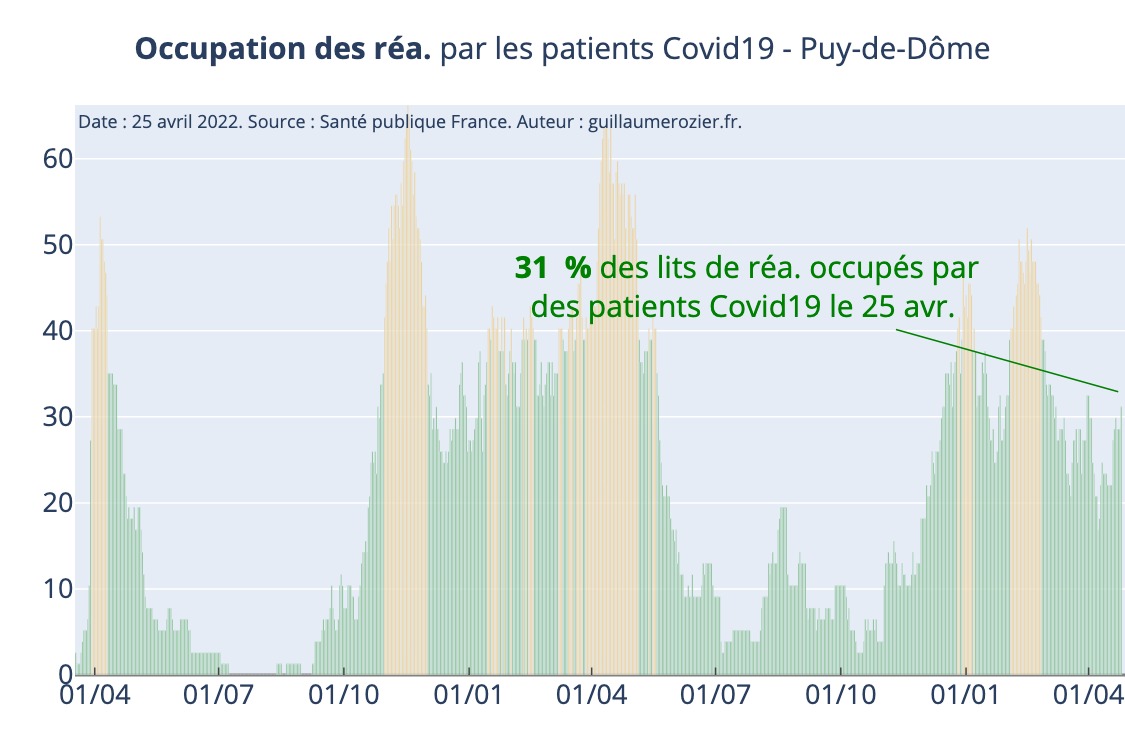 Occupation des réa. par les patients Covid19 - Puy-de-Dôme
Date : 25 avril 2022. Source : Santé publique France. Auteur : guillaumerozier.fr.
60
50
31 % des lits de réa. occupés par
des patients Covid19 le 25 avr.
40
30
20
10
0
01/04 01/07 01/10 01/01 01/04 01/07 01/10 01/01 01/04